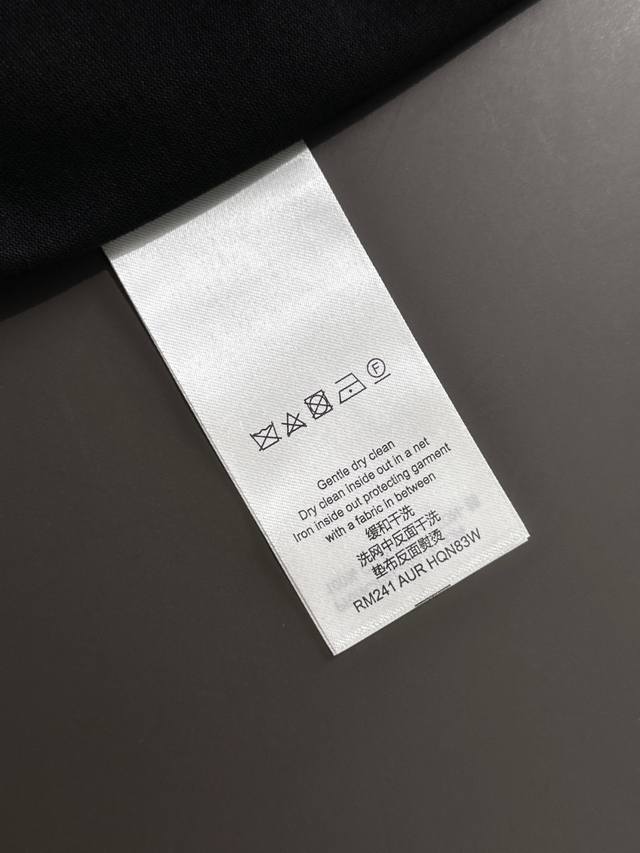 F
Gentle dry clean
Dry clean inside out in a net
Iron inside out protecting garment
with a fabric in between
缓和干洗
洗网中反面干洗
垫布反面熨烫
RM241 AUR HQN83W